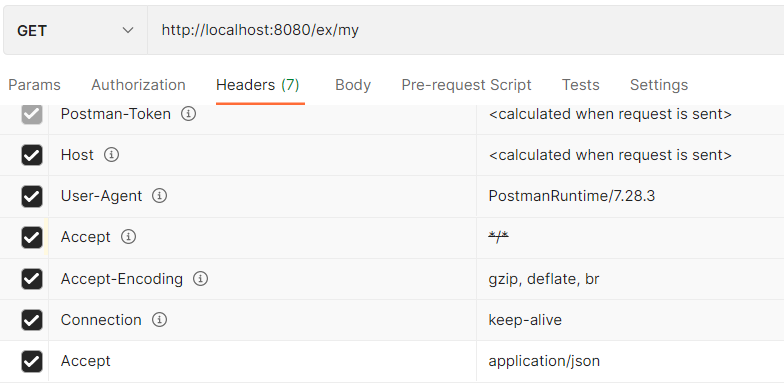 GET http://localhost:8080/ex/my
Params Authorization Headers (7) Body Pre-request Script Tests Settings
Postman-Token <calculated when request is sent>
Host <calculated when request is sent>
User-Agent PostmanRuntime/7.28.3
Accept */*
Accept-Encoding gzip, deflate, br
Connection keep-alive
Accept application/json